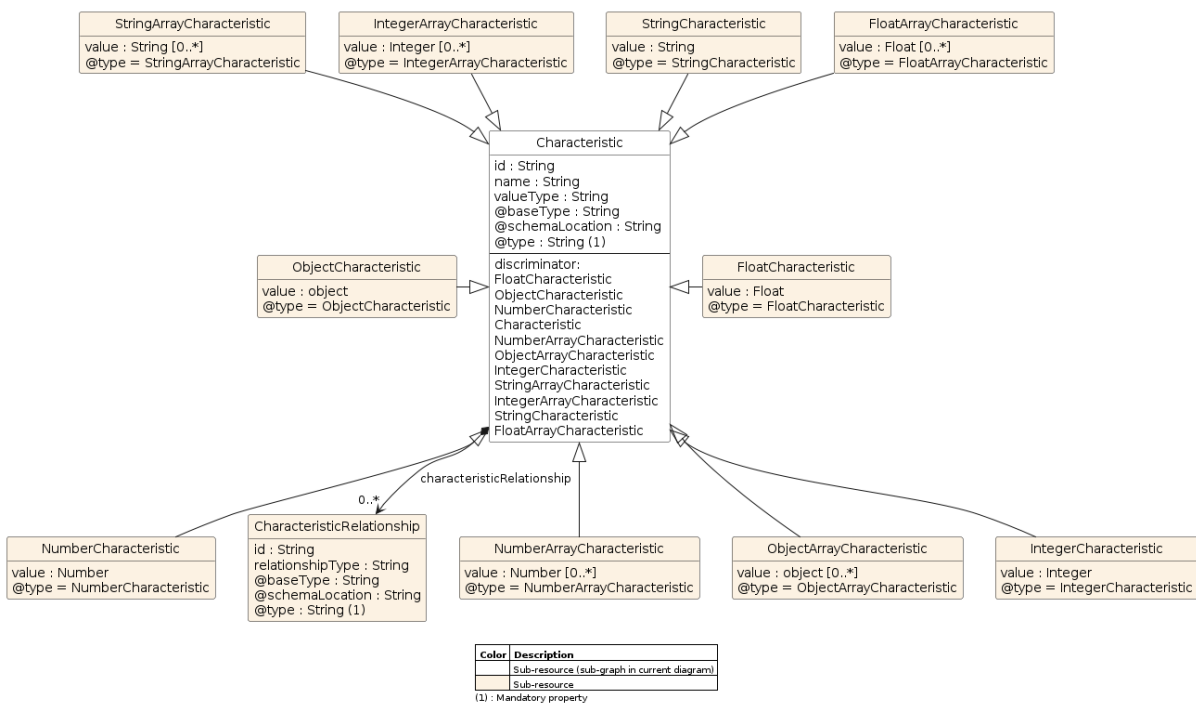 StringArrayCharacteristic
value : String [0..*]
@type = StringArrayCharacteristic
IntegerArrayCharacteristic
value : Integer [0..*]
@type = IntegerArrayCharacteristic
StringCharacteristic
value : String
@type = StringCharacteristic
FloatArrayCharacteristic
value : Float [0..*]
@type = FloatArrayCharacteristic
Characteristic
id : String
name : String
valueType : String
@baseType : String
@schemaLocation : String
@type : String (1)
discriminator:
FloatCharacteristic
ObjectCharacteristic
NumberCharacteristic
Characteristic
NumberArrayCharacteristic
ObjectArrayCharacteristic
IntegerCharacteristic
StringArrayCharacteristic
IntegerArrayCharacteristic
StringCharacteristic
FloatArrayCharacteristic
ObjectCharacteristic
value : object
@type = ObjectCharacteristic
FloatCharacteristic
value : Float
@type = FloatCharacteristic
characteristicRelationship
0..*
NumberCharacteristic
value : Number
@type = NumberCharacteristic
CharacteristicRelationship
id : String
relationshipType : String
@baseType : String
@schemaLocation : String
@type : String (1)
NumberArrayCharacteristic
value : Number [0..*]
@type = NumberArrayCharacteristic
ObjectArrayCharacteristic
value : object [0..*]
@type = ObjectArrayCharacteristic
IntegerCharacteristic
value : Integer
@type = IntegerCharacteristic
Color Description
Sub-resource (sub-graph in current diagram)
Sub-resource
(1) : Mandatory property